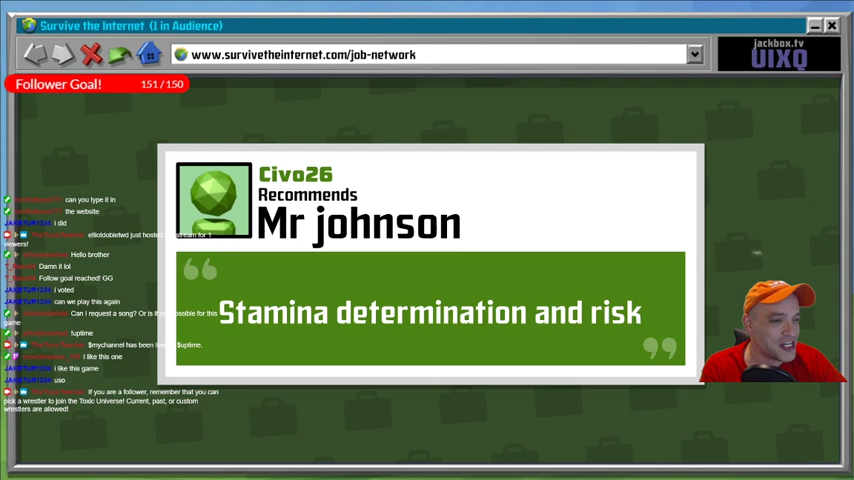 Survive the Internet (1 in Audience)
www.survivetheinternet.com/job-network
jackbox.tv
UIXQ
Follower Goal! 151 / 150
Civo26
Recommends
Mr johnson
“
Stamina determination and risk
”
can you type it in
the website
JAKETUR1234 i did
elliotdobietwd just hosted
stream for 1
viewers!
Hello brother
Damn it lol
Follow goal reached! GG
i voted
JAKETUR1234 can we play this again
Can I request a song? Or is it
possible for this
game
!uptime
$mychannel has been
$uptime.
I like this one
JAKETUR1234 i like this game
JAKETUR1234 uso
If you are a follower, remember that you can
pick a wrestler to join the Toxic Universe! Current, past, or custom
wrestlers are allowed!